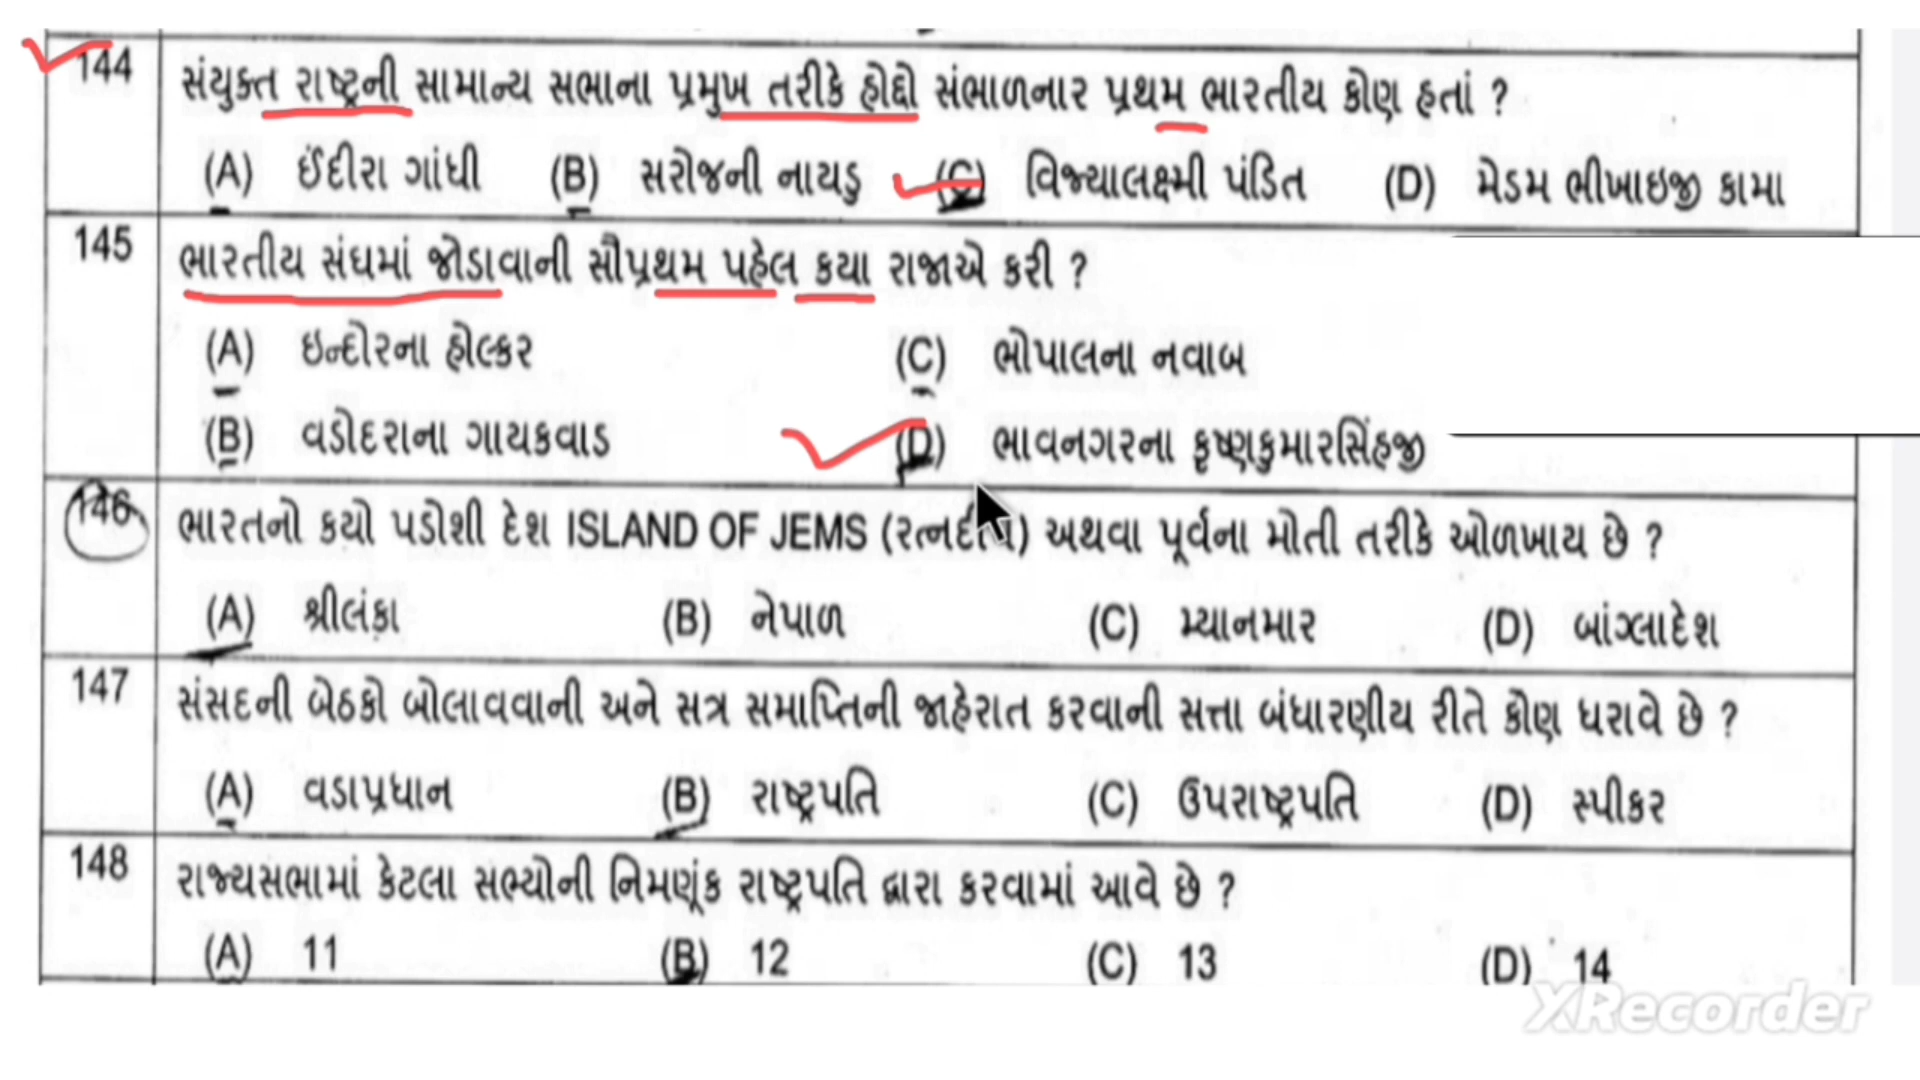 144 સંયુક્ત રાષ્ટ્રની સામાન્ય સભાના પ્રમુખ તરીકે હોદ્દો સંભાળનાર પ્રથમ ભારતીય કોણ હતાં ?
(A) ઈંદીરા ગાંધી (B) સરોજની નાયડુ (C) વિજ્યાલક્ષ્મી પંડિત (D) મેડમ ભીખાઇજી કામા
145 ભારતીય સંઘમાં જોડાવાની સૌપ્રથમ પહેલ કયા રાજાએ કરી ?
(A) ઇન્દોરના હોલ્કર (C) ભોપાલના નવાબ
(B) વડોદરાના ગાયકવાડ (D) ભાવનગરના કૃષ્ણકુમારસિંહજી
146 ભારતનો કયો પડોશી દેશ ISLAND OF JEMS (રત્નદ્વીપ) અથવા પૂર્વના મોતી તરીકે ઓળખાય છે ?
(A) શ્રીલંકા (B) નેપાળ (C) મ્યાનમાર (D) બાંગ્લાદેશ
147 સંસદની બેઠકો બોલાવવાની અને સત્ર સમાપ્તિની જાહેરાત કરવાની સત્તા બંધારણીય રીતે કોણ ધરાવે છે ?
(A) વડાપ્રધાન (B) રાષ્ટ્રપતિ (C) ઉપરાષ્ટ્રપતિ (D) સ્પીકર
148 રાજ્યસભામાં કેટલા સભ્યોની નિમણૂંક રાષ્ટ્રપતિ દ્વારા કરવામાં આવે છે ?
(A) 11 (B) 12 (C) 13 (D) 14
XRecorder